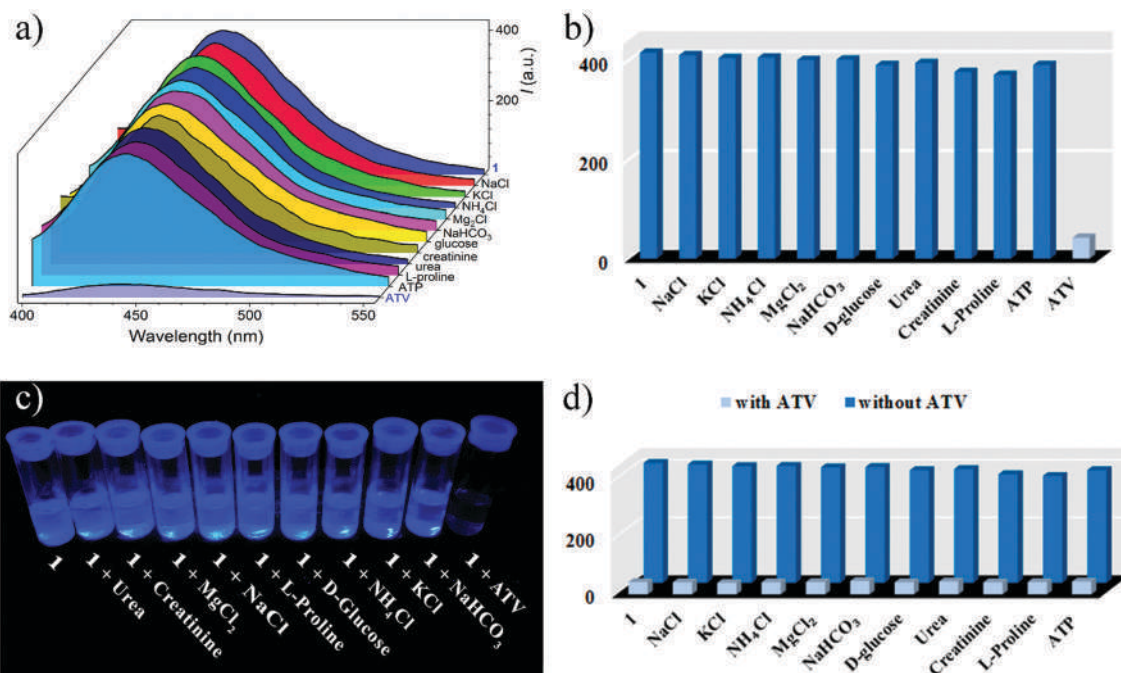 a)
400
200
I (a.u.)
1
NaCl
KCl
NH₄Cl
Mg₂Cl
NaHCO₃
glucose
creatinine
urea
L-proline
ATP
ATV
400 450 500 550
Wavelength (nm)
b)
400
200
0
1 NaCl KCl NH₄Cl MgCl₂ NaHCO₃ D-glucose Urea Creatinine L-Proline ATP ATV
c)
1
1 + Urea
1 + Creatinine
1 + MgCl₂
1 + NaCl
1 + L-Proline
1 + D-Glucose
1 + NH₄Cl
1 + KCl
1 + NaHCO₃
1 + ATV
d)
with ATV without ATV
400
200
0
1 NaCl KCl NH₄Cl MgCl₂ NaHCO₃ D-glucose Urea Creatinine L-Proline ATP